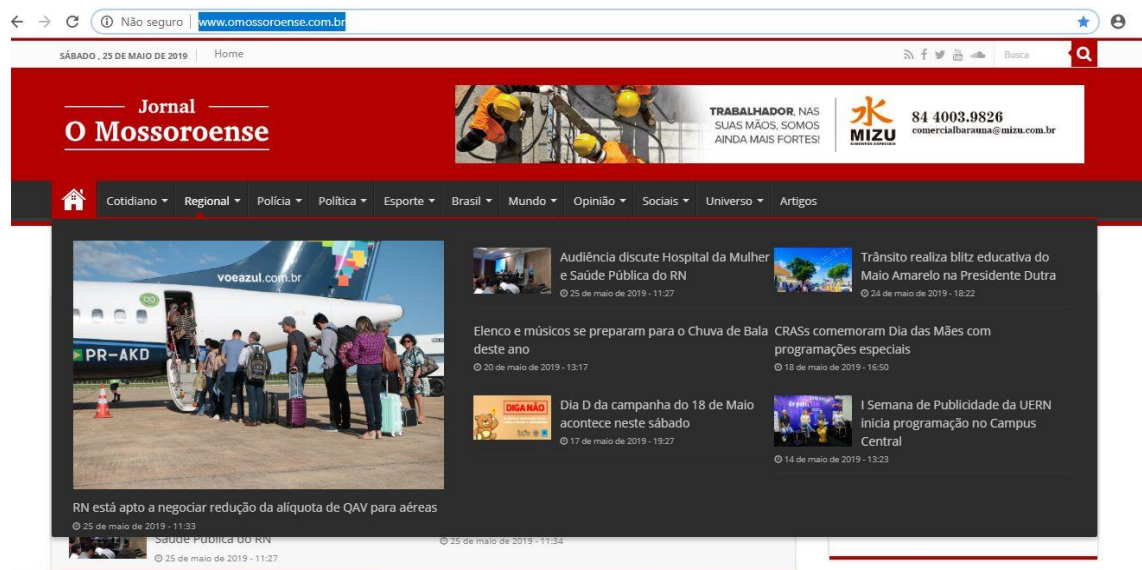 Não seguro
www.omossoroense.com.br
SÁBADO , 25 DE MAIO DE 2019
Home
Busca
Jornal
O Mossoroense
TRABALHADOR, NAS
SUAS MÃOS, SOMOS
AINDA MAIS FORTES!
水
MIZU
CIMENTOS ESPECIAIS
84 4003.9826
comercialbarauna@mizu.com.br
Cotidiano
Regional
Polícia
Política
Esporte
Brasil
Mundo
Opinião
Sociais
Universo
Artigos
voeazul.com.br
PR-AKD
RN está apto a negociar redução da alíquota de QAV para aéreas
25 de maio de 2019 - 11:33
Audiência discute Hospital da Mulher
e Saúde Pública do RN
25 de maio de 2019 - 11:27
Trânsito realiza blitz educativa do
Maio Amarelo na Presidente Dutra
24 de maio de 2019 - 18:22
Elenco e músicos se preparam para o Chuva de Bala
deste ano
20 de maio de 2019 - 13:17
CRASs comemoram Dia das Mães com
programações especiais
18 de maio de 2019 - 16:50
DIGA NÃO
Dia D da campanha do 18 de Maio
acontece neste sábado
17 de maio de 2019 - 19:27
I Semana de Publicidade da UERN
inicia programação no Campus
Central
14 de maio de 2019 - 13:23
Saúde Pública do RN
25 de maio de 2019 - 11:27
25 de maio de 2019 - 11:34